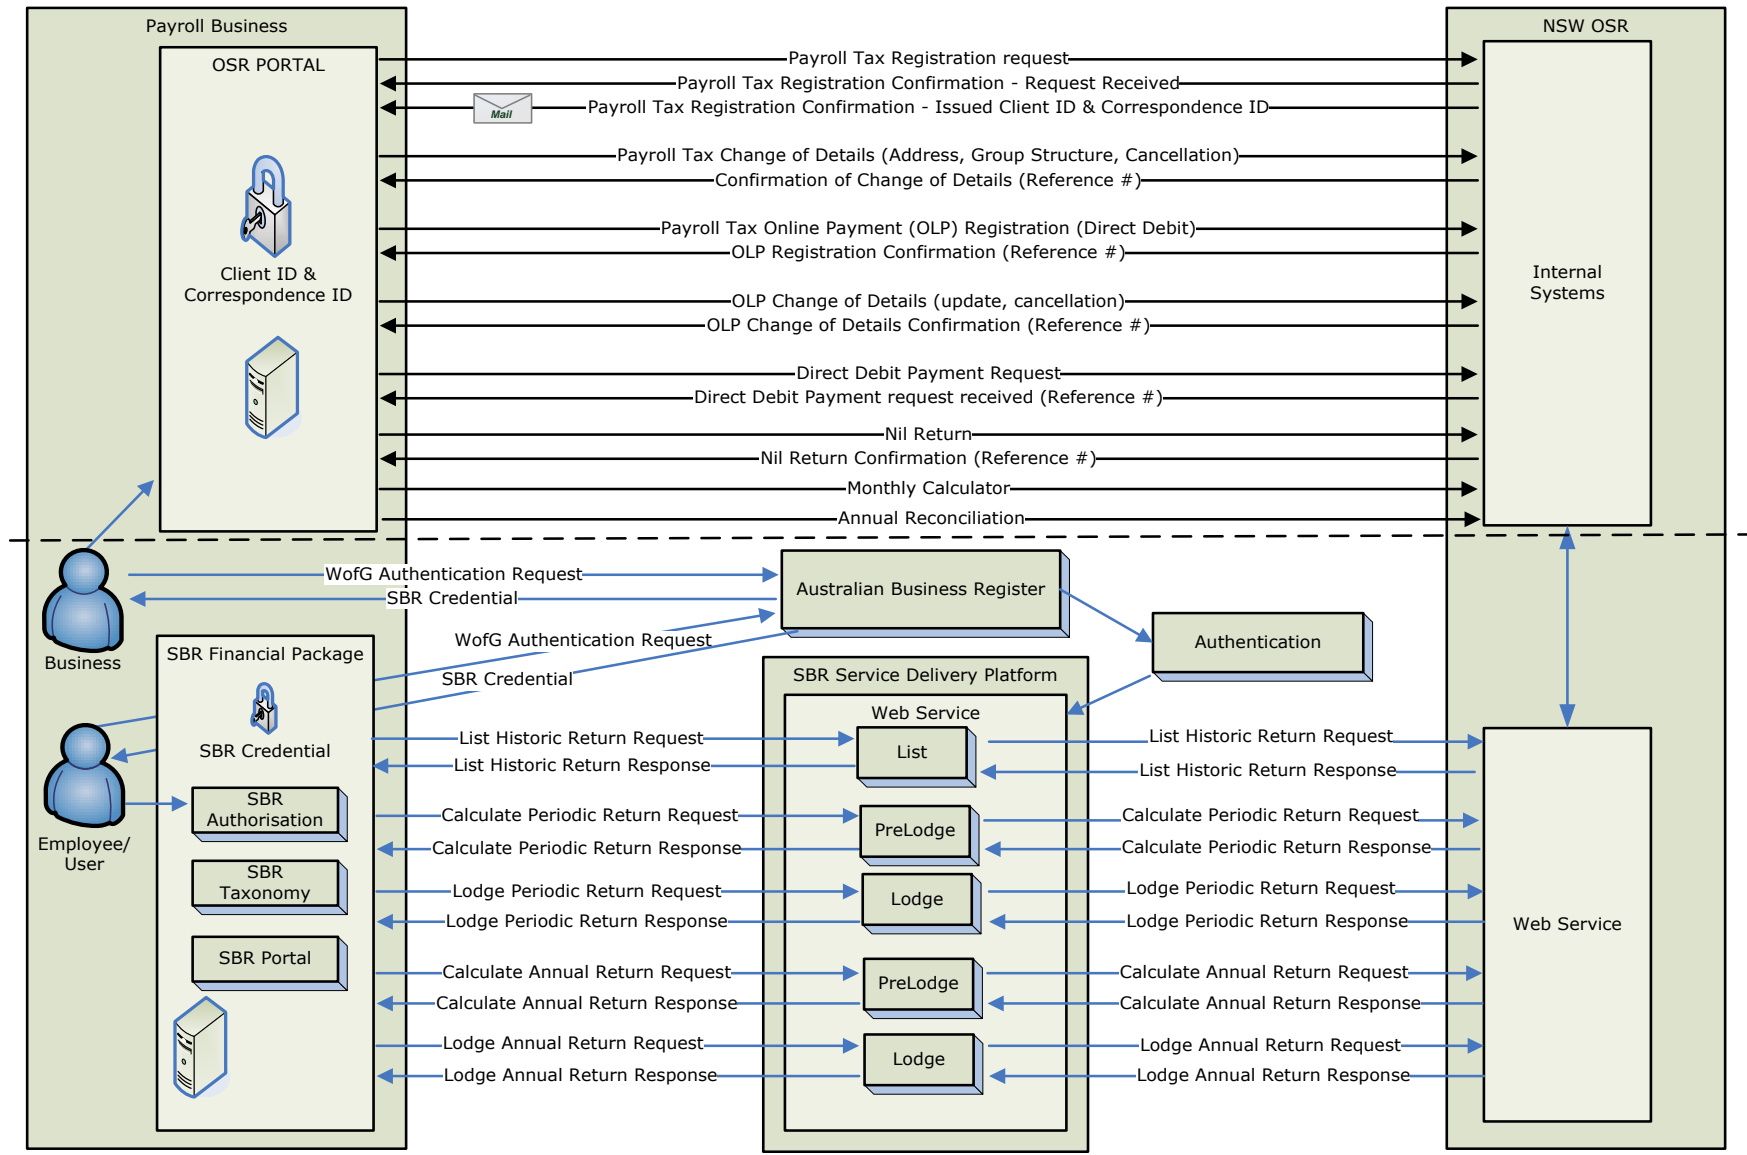 Payroll Business
NSW OSR
OSR PORTAL
Payroll Tax Registration request
Payroll Tax Registration Confirmation - Request Received
Mail
Payroll Tax Registration Confirmation - Issued Client ID & Correspondence ID
Payroll Tax Change of Details (Address, Group Structure, Cancellation)
Confirmation of Change of Details (Reference #)
Payroll Tax Online Payment (OLP) Registration (Direct Debit)
OLP Registration Confirmation (Reference #)
Client ID &
Correspondence ID
Internal
Systems
OLP Change of Details (update, cancellation)
OLP Change of Details Confirmation (Reference #)
Direct Debit Payment Request
Direct Debit Payment request received (Reference #)
Nil Return
Nil Return Confirmation (Reference #)
Monthly Calculator
Annual Reconciliation
WofG Authentication Request
SBR Credential
Australian Business Register
Business
WofG Authentication Request
SBR Credential
Authentication
SBR Financial Package
SBR Credential
SBR Service Delivery Platform
Web Service
List Historic Return Request
List Historic Return Response
List
List Historic Return Request
List Historic Return Response
SBR
Authorisation
Employee/
User
Calculate Periodic Return Request
Calculate Periodic Return Response
PreLodge
Calculate Periodic Return Request
Calculate Periodic Return Response
SBR
Taxonomy
Lodge Periodic Return Request
Lodge Periodic Return Response
Lodge
Lodge Periodic Return Request
Lodge Periodic Return Response
Web Service
SBR Portal
Calculate Annual Return Request
Calculate Annual Return Response
PreLodge
Calculate Annual Return Request
Calculate Annual Return Response
Lodge Annual Return Request
Lodge Annual Return Response
Lodge
Lodge Annual Return Request
Lodge Annual Return Response